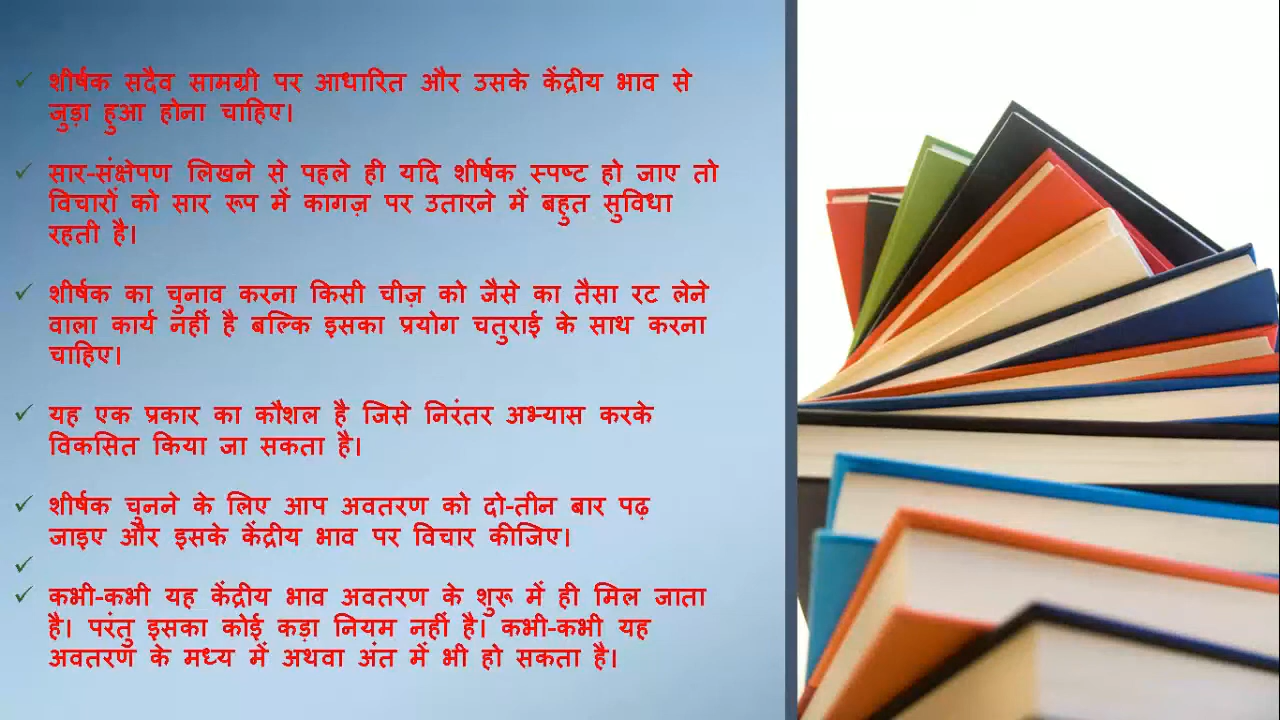 ✓ शीर्षक सदैव सामग्री पर आधारित और उसके केंद्रीय भाव से
जुड़ा हुआ होना चाहिए।
✓ सार-संक्षेपण लिखने से पहले ही यदि शीर्षक स्पष्ट हो जाए तो
विचारों को सार रूप में कागज़ पर उतारने में बहुत सुविधा
रहती है।
✓ शीर्षक का चुनाव करना किसी चीज़ को जैसे का तैसा रट लेने
वाला कार्य नहीं है बल्कि इसका प्रयोग चतुराई के साथ करना
चाहिए।
✓ यह एक प्रकार का कौशल है जिसे निरंतर अभ्यास करके
विकसित किया जा सकता है।
✓ शीर्षक चुनने के लिए आप अवतरण को दो-तीन बार पढ़
जाइए और इसके केंद्रीय भाव पर विचार कीजिए।
✓
✓ कभी-कभी यह केंद्रीय भाव अवतरण के शुरू में ही मिल जाता
है। परंतु इसका कोई कड़ा नियम नहीं है। कभी-कभी यह
अवतरण के मध्य में अथवा अंत में भी हो सकता है।